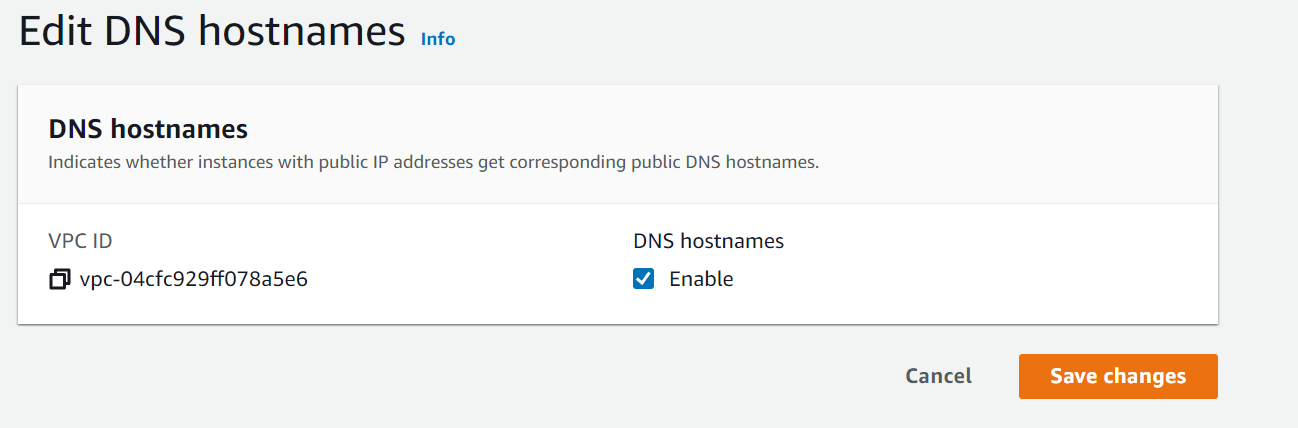 Edit DNS hostnames Info
DNS hostnames
Indicates whether instances with public IP addresses get corresponding public DNS hostnames.
VPC ID
DNS hostnames
vpc-04cfc929ff078a5e6
Enable
Cancel
Save changes